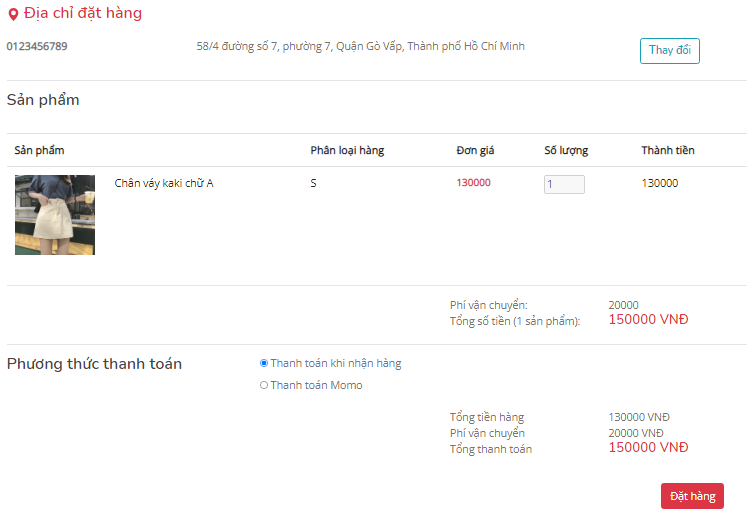 Địa chỉ đặt hàng
0123456789 58/4 đường số 7, phường 7, Quận Gò Vấp, Thành phố Hồ Chí Minh Thay đổi
Sản phẩm
Sản phẩm Phân loại hàng Đơn giá Số lượng Thành tiền
Chân váy kaki chữ A S 130000 1 130000
Phí vận chuyển: 20000
Tổng số tiền (1 sản phẩm): 150000 VNĐ
Phương thức thanh toán Thanh toán khi nhận hàng
Thanh toán Momo
Tổng tiền hàng 130000 VNĐ
Phí vận chuyển 20000 VNĐ
Tổng thanh toán 150000 VNĐ
Đặt hàng